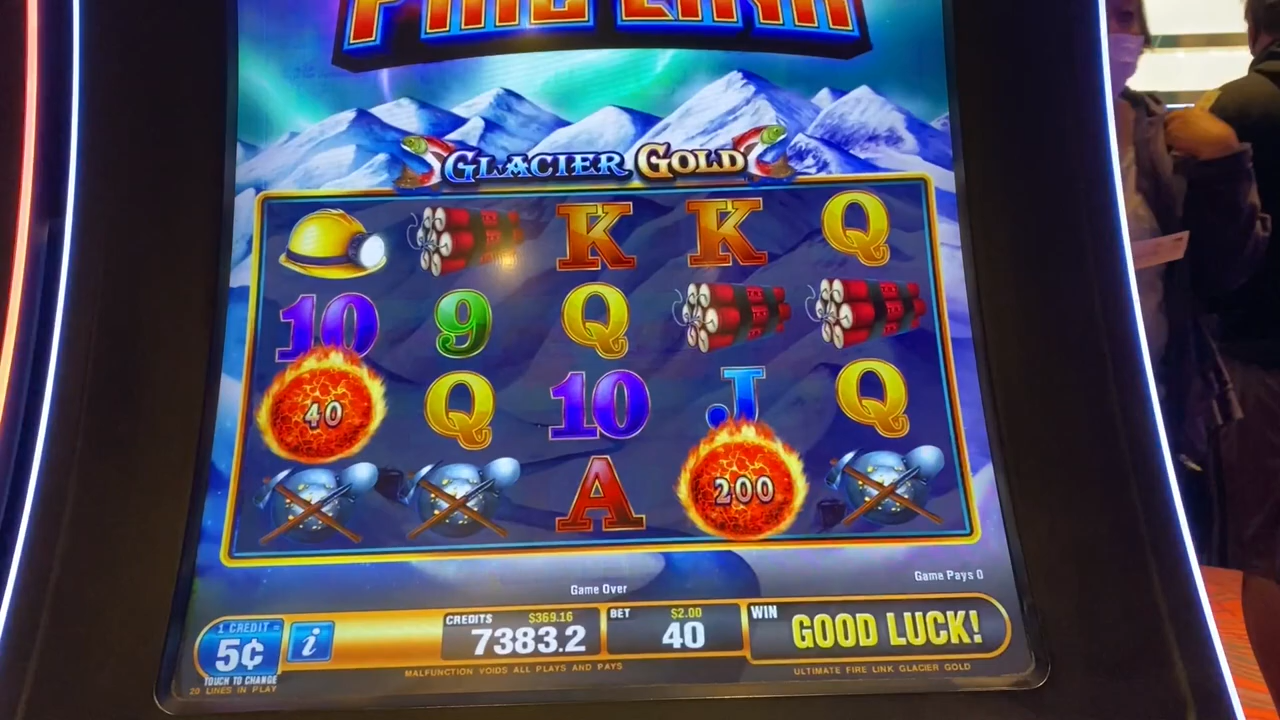 FIRE LINK
GLACIER GOLD
K K Q
10 9 Q
40 Q 10 J Q
A 200
Game Over
Game Pays 0
1 CREDIT =
5¢
TOUCH TO CHANGE
20 LINES IN PLAY
i
CREDITS $369.16
7383.2
BET $2.00
40
WIN
GOOD LUCK!
MALFUNCTION VOIDS ALL PLAYS AND PAYS
ULTIMATE FIRE LINK GLACIER GOLD